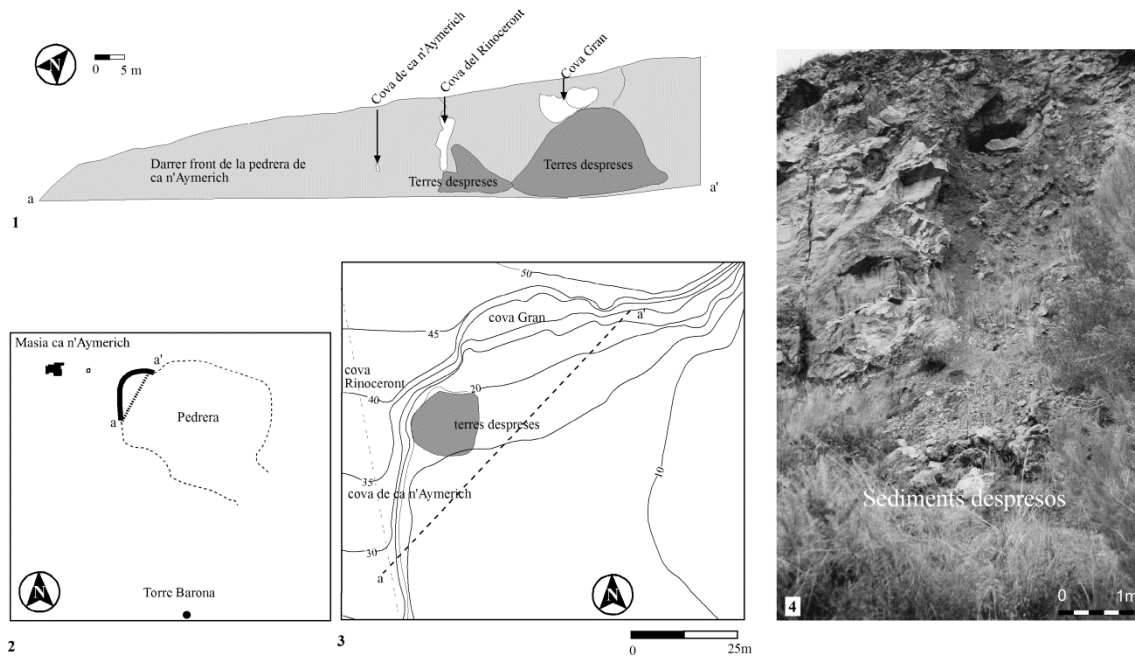 N
0 5 m
Cova de ca n'Aymerich
Cova del Rinoceront
Cova Gran
Darrer front de la pedrera de
ca n'Aymerich
Terres despreses
Terres despreses
a
a'
1
Masia ca n'Aymerich
a'
a
Pedrera
N
Torre Barona
2
50
cova Gran
a'
45
cova
Rinoceront
40
20
terres despreses
35
cova de ca n'Aymerich
10
30
a
N
3
0 25m
Sediments despresos
0 1m
4